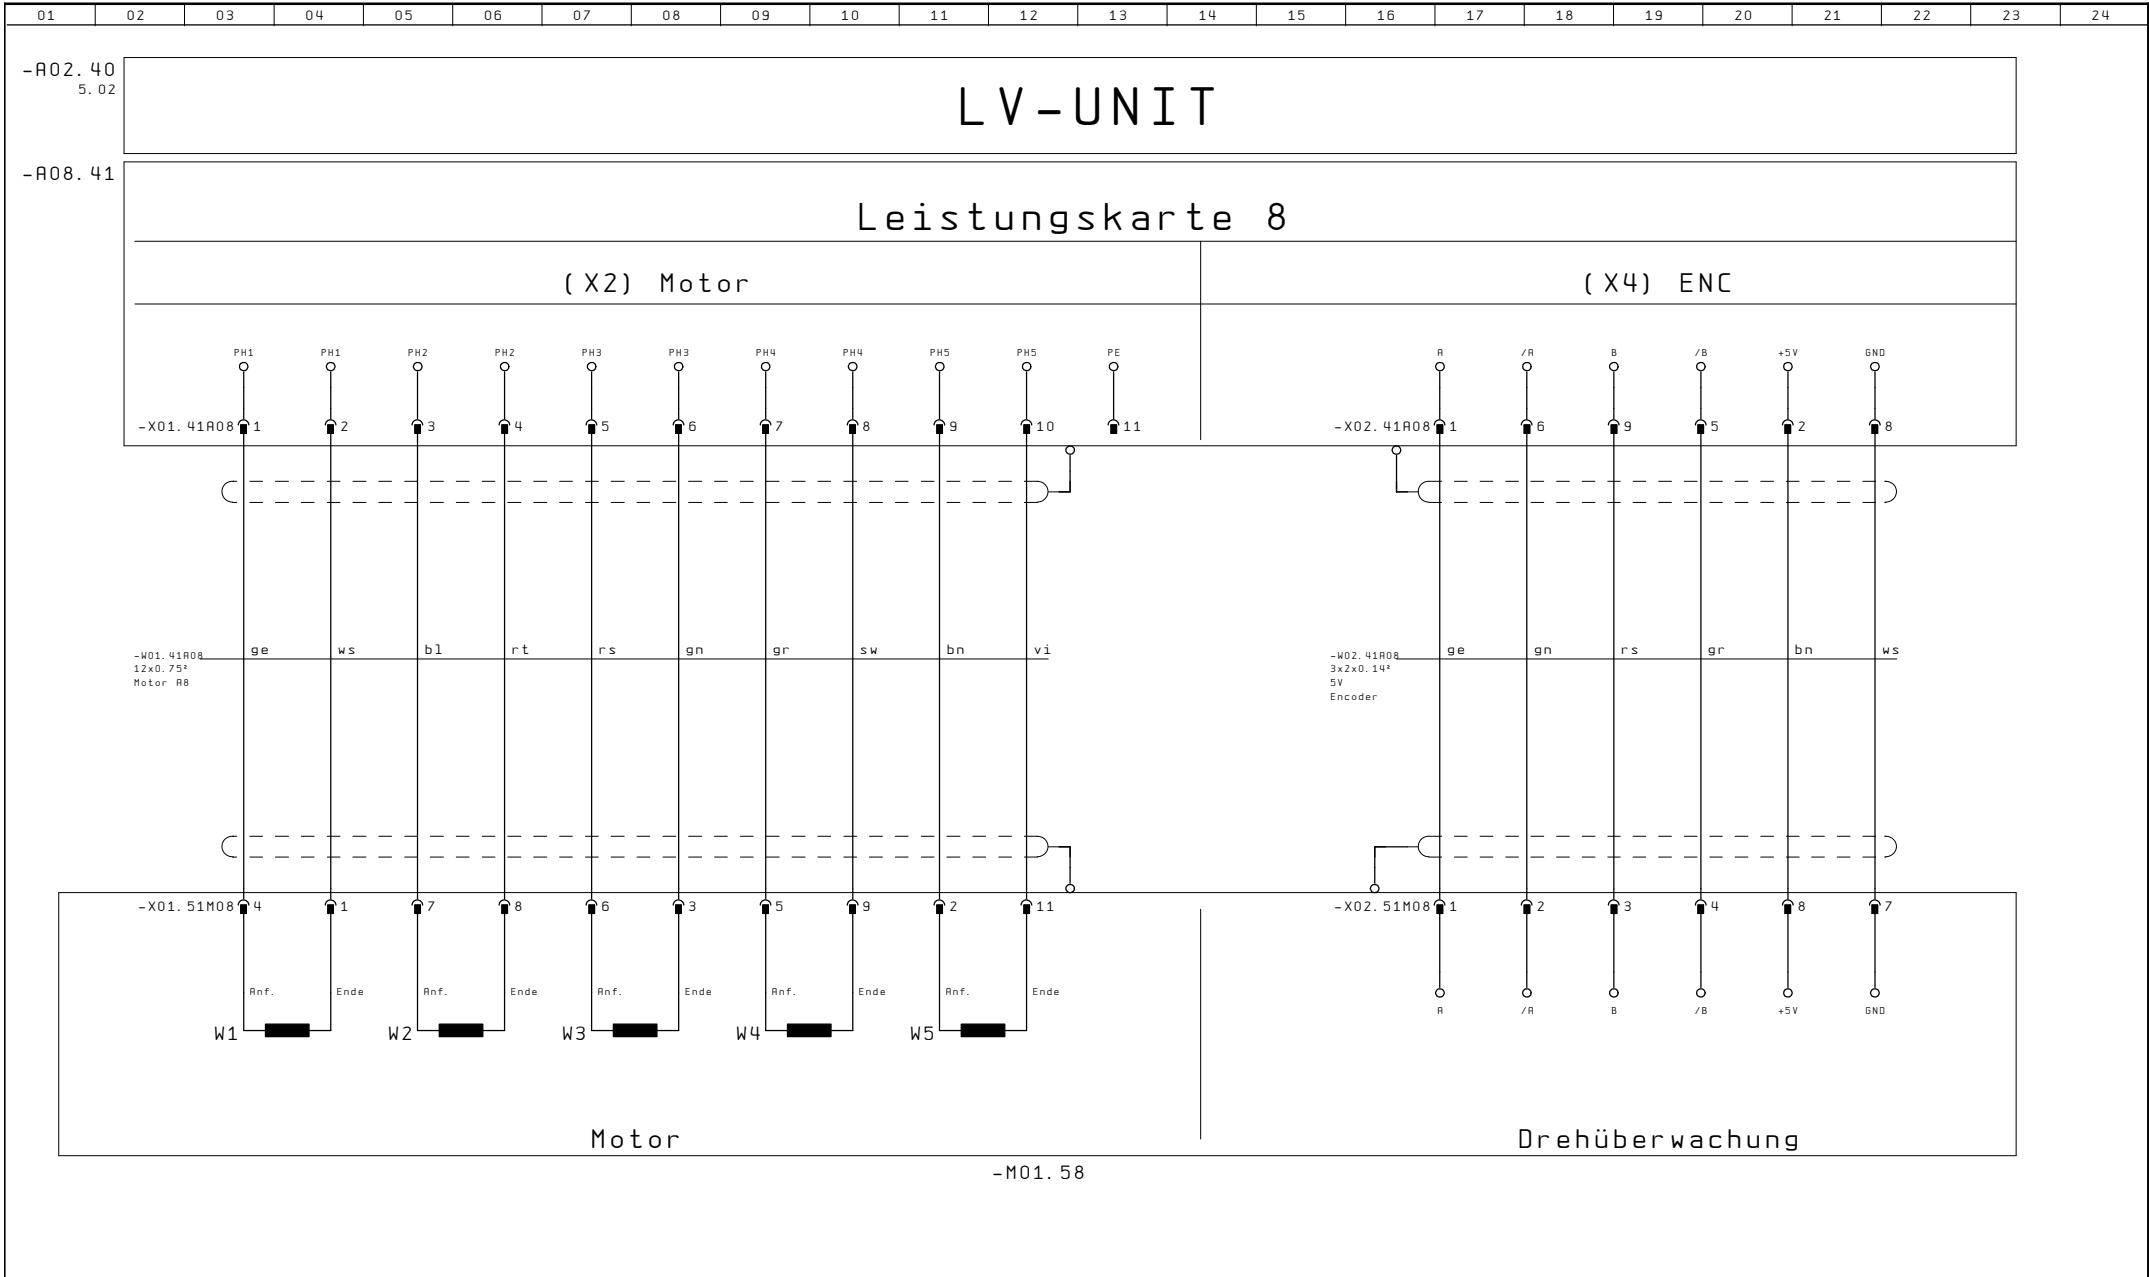 01 02 03 04 05 06 07 08 09 10 11 12 13 14 15 16 17 18 19 20 21 22 23 24
-A02.40
5.02
LV-UNIT
-A08.41
Leistungskarte 8
(X2) Motor (X4) ENC
PH1 PH1 PH2 PH2 PH3 PH3 PH4 PH4 PH5 PH5 PE A /A B /B +5V GND
-X01.41A08 1 2 3 4 5 6 7 8 9 10 11 -X02.41A08 1 6 9 5 2 8
ge ws bl rt rs gn gr sw bn vi ge gn rs gr bn ws
-W01.41A08 -W02.41A08
12x0.75² 3x2x0.14²
Motor A8 5V
Encoder
-X01.51M08 4 1 7 8 6 3 5 9 2 11 -X02.51M08 1 2 3 4 8 7
Anf. Ende Anf. Ende Anf. Ende Anf. Ende Anf. Ende
A /A B /B +5V GND
W1 W2 W3 W4 W5
Motor Drehüberwachung
-M01.58